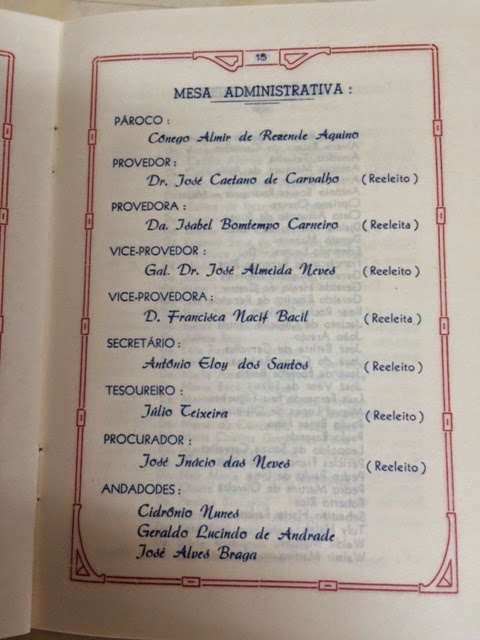 15
MESA ADMINISTRATIVA :
PÁROCO :
Cônego Almir de Rezende Aquino
PROVEDOR :
Dr. José Caetano de Carvalho (Reeleito)
PROVEDORA :
Da. Isabel Bomtempo Carneiro (Reeleita)
VICE-PROVEDOR :
Gal. Dr. José Almeida Neves (Reeleito)
VICE-PROVEDORA :
D. Francisca Nacif Bacil (Reeleita)
SECRETÁRIO :
Antônio Eloy dos Santos (Reeleito)
TESOUREIRO :
Júlio Teixeira (Reeleito)
PROCURADOR :
José Inácio das Neves (Reeleito)
ANDADODES :
Cidrônio Nunes
Geraldo Lucindo de Andrade
José Alves Braga